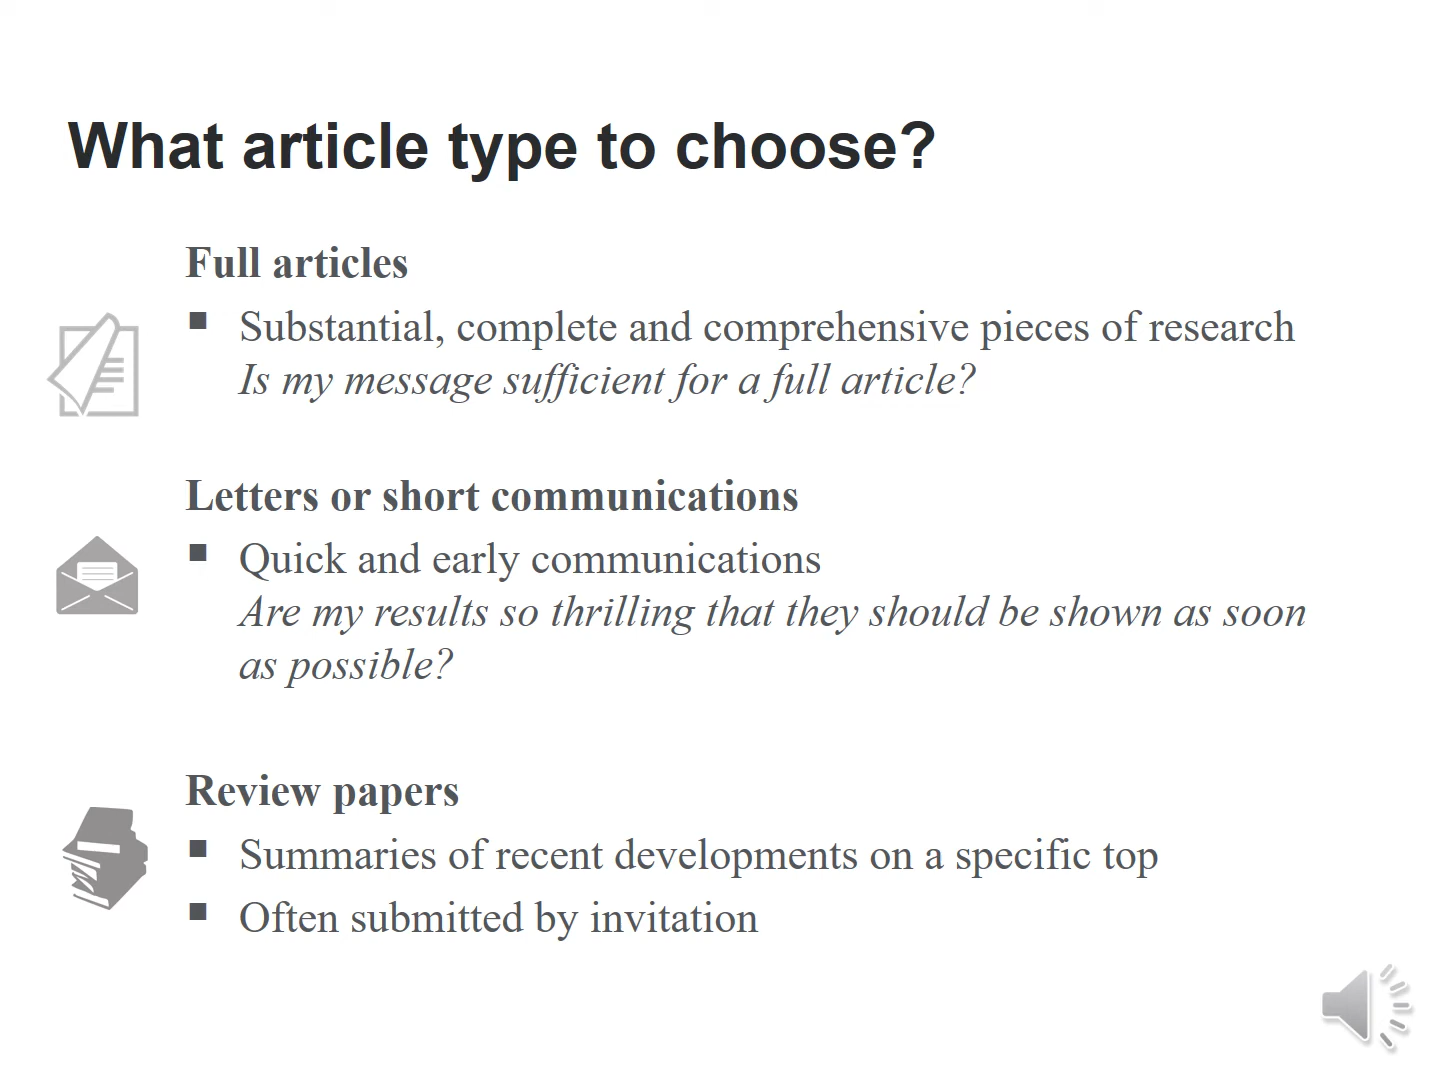 What article type to choose?
Full articles
▪ Substantial, complete and comprehensive pieces of research
Is my message sufficient for a full article?
Letters or short communications
▪ Quick and early communications
Are my results so thrilling that they should be shown as soon
as possible?
Review papers
▪ Summaries of recent developments on a specific top
▪ Often submitted by invitation